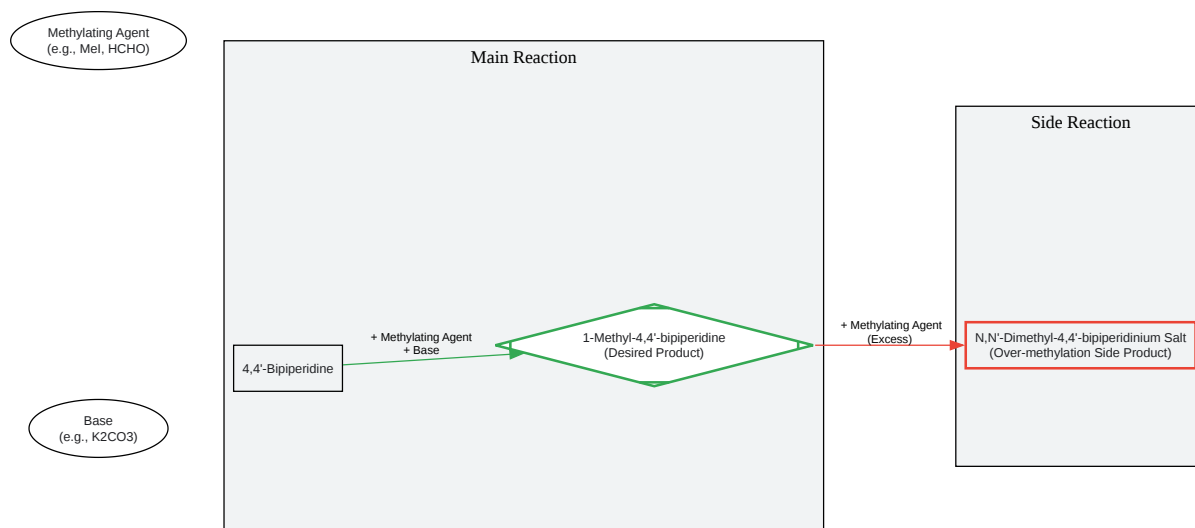 Methylating Agent
(e.g., MeI, HCHO)
Main Reaction
Side Reaction
+ Methylating Agent
+ Base
4,4'-Bipiperidine
1-Methyl-4,4'-bipiperidine
(Desired Product)
+ Methylating Agent
(Excess)
N,N'-Dimethyl-4,4'-bipiperidinium Salt
(Over-methylation Side Product)
Base
(e.g., K2CO3)